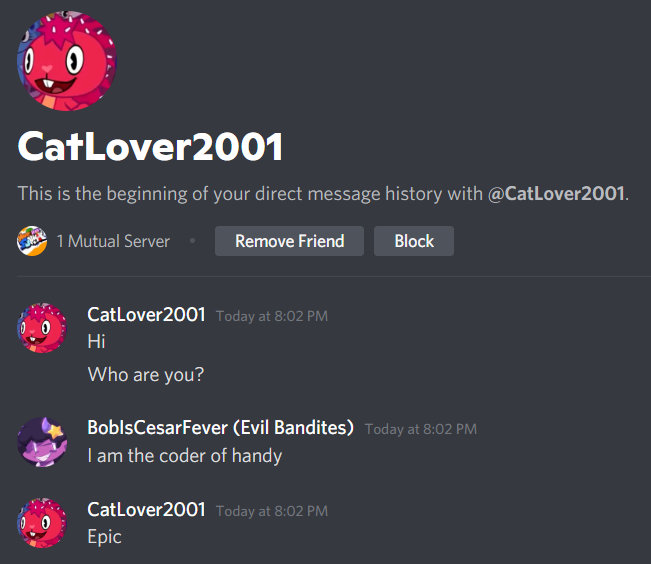 CatLover2001
This is the beginning of your direct message history with @CatLover2001.
1 Mutual Server • Remove Friend Block
CatLover2001 Today at 8:02 PM
Hi
Who are you?
BobIsCesarFever (Evil Bandites) Today at 8:02 PM
I am the coder of handy
CatLover2001 Today at 8:02 PM
Epic